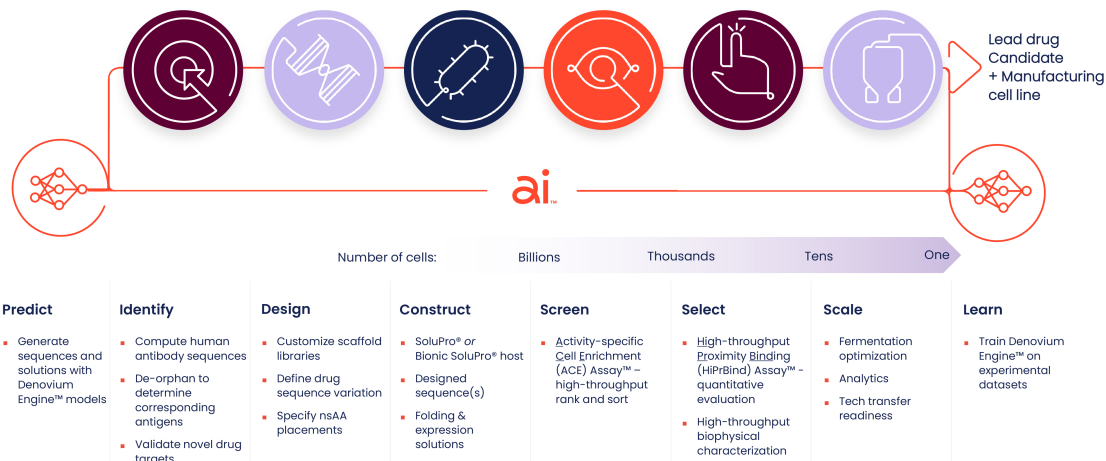 Lead drug
Candidate
+ Manufacturing
cell line
ai™
Number of cells:
Billions
Thousands
Tens
One
Predict
Generate
sequences and
solutions with
Denovium
Engine™ models
Identify
Compute human
antibody sequences
De-orphan to
determine
corresponding
antigens
Validate novel drug
targets
Design
Customize scaffold
libraries
Define drug
sequence variation
Specify nsAA
placements
Construct
SoluPro® or
Bionic SoluPro® host
Designed
sequence(s)
Folding &
expression
solutions
Screen
Activity-specific
Cell Enrichment
(ACE) Assay™ –
high-throughput
rank and sort
Select
High-throughput
Proximity Binding
(HiPrBind) Assay™ -
quantitative
evaluation
High-throughput
biophysical
characterization
Scale
Fermentation
optimization
Analytics
Tech transfer
readiness
Learn
Train Denovium
Engine™ on
experimental
datasets